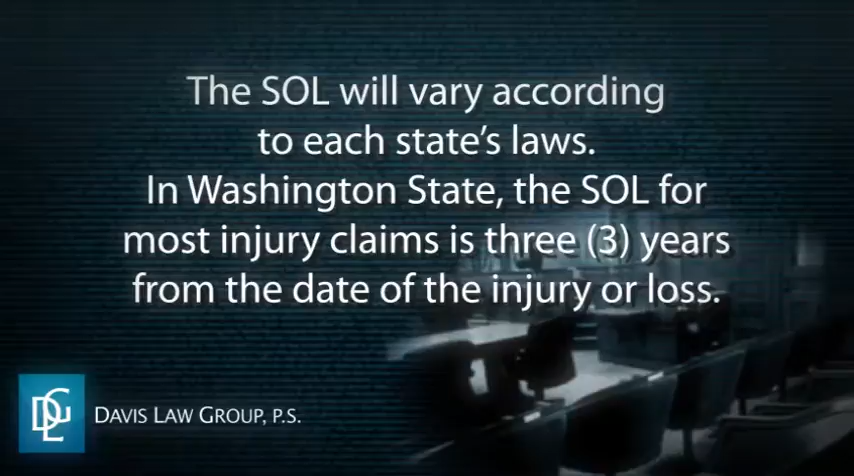 The SOL will vary according
to each state's laws.
In Washington State, the SOL for
most injury claims is three (3) years
from the date of the injury or loss.
DLG
DAVIS LAW GROUP, P.S.